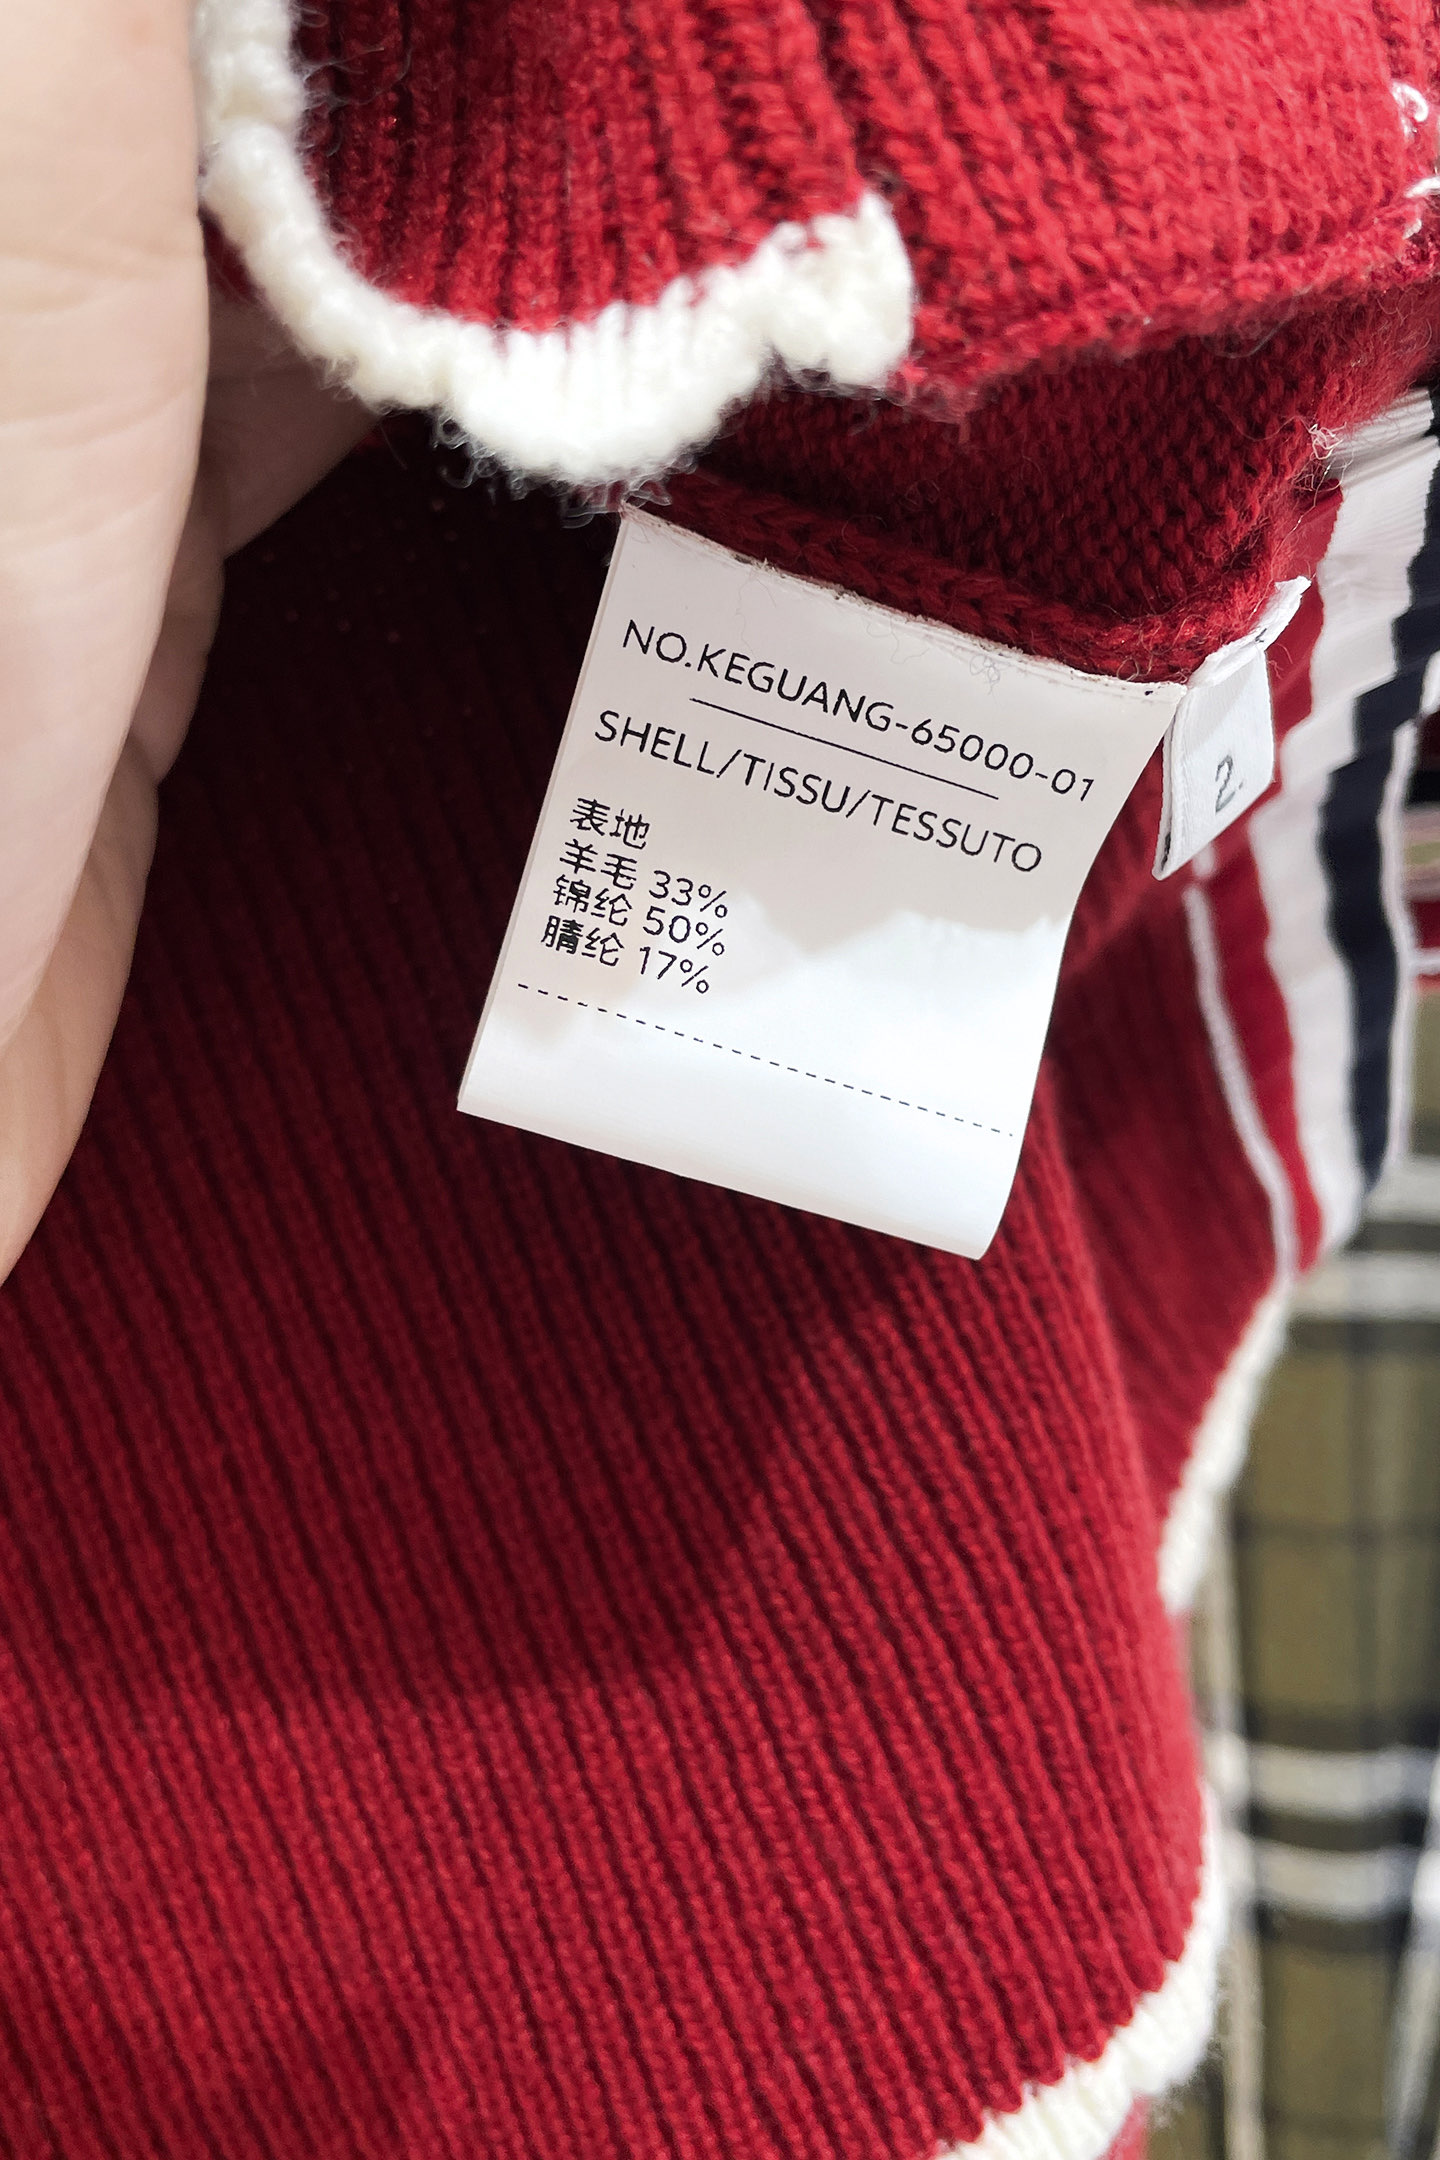 NO.KEGUANG-65000-01
SHELL/TISSU/TESSUTO
表地
羊毛 33%
锦纶 50%
腈纶 17%
2.